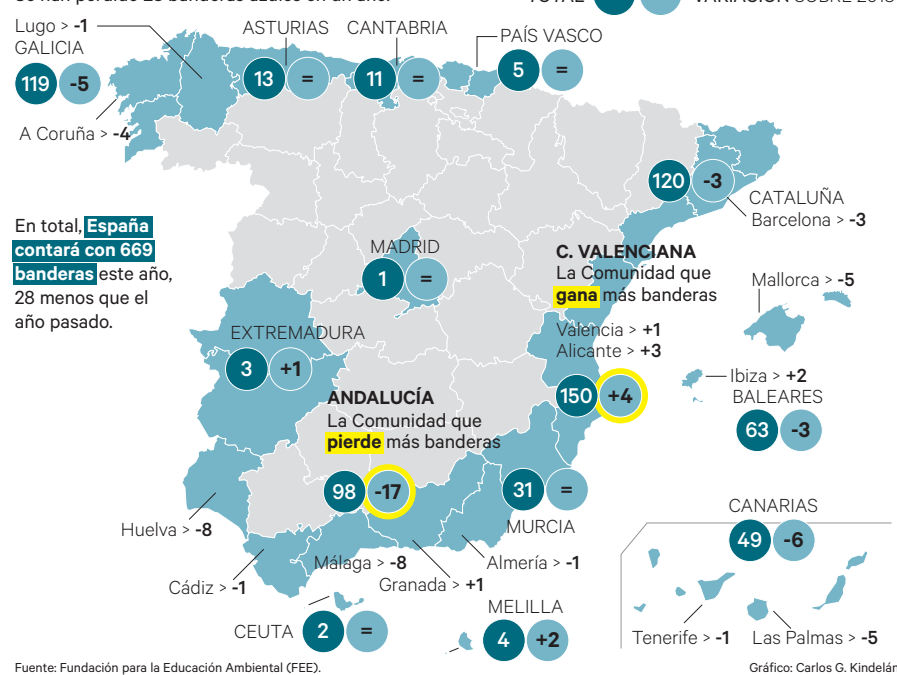 TOTAL VARIACIÓN SOBRE
Lugo > -1
GALICIA
119 -5
A Coruña > -4
ASTURIAS
13 =
CANTABRIA
11 =
PAÍS VASCO
5 =
120 -3
CATALUÑA
Barcelona > -3
En total, España
contará con 669
banderas este año,
28 menos que el
año pasado.
MADRID
1 =
C. VALENCIANA
La Comunidad que
gana más banderas
Valencia > +1
Alicante > +3
150 +4
Mallorca > -5
Ibiza > +2
BALEARES
63 -3
EXTREMADURA
3 +1
ANDALUCÍA
La Comunidad que
pierde más banderas
98 -17
Huelva > -8
Cádiz > -1
Málaga > -8
Granada > +1
Almería > -1
31 =
MURCIA
CANARIAS
49 -6
Tenerife > -1
Las Palmas > -5
CEUTA 2 =
MELILLA
4 +2
Fuente: Fundación para la Educación Ambiental (FEE).
Gráfico: Carlos G. Kindelán